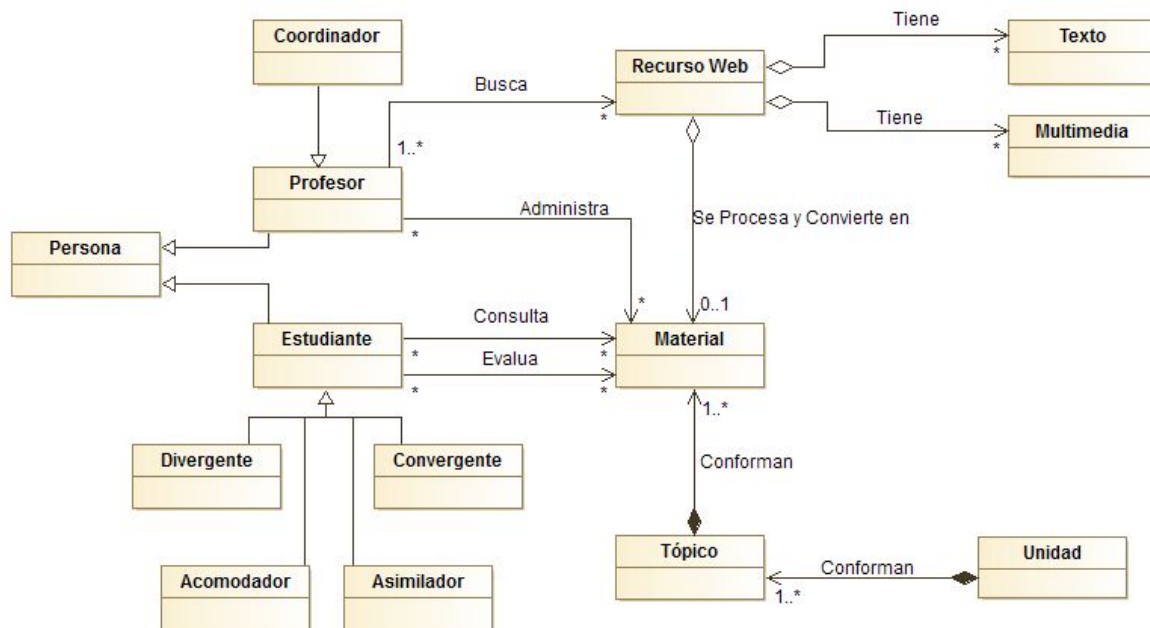 Coordinador
Recurso Web
Tiene
*
Texto
Busca
1..*
*
Tiene
*
Multimedia
Profesor
Administra
*
*
Se Procesa y Convierte en
0..1
Persona
Estudiante
Consulta
*
*
Evalua
*
*
Material
1..*
Divergente
Convergente
Conforman
Acomodador
Asimilador
Tópico
Conforman
1..*
Unidad